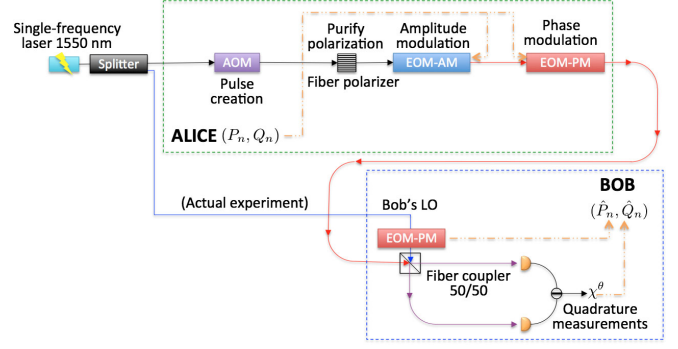 Single-frequency
laser 1550 nm
Splitter
AOM
Pulse
creation
Purify
polarization
Fiber polarizer
Amplitude
modulation
EOM-AM
Phase
modulation
EOM-PM
ALICE (Pₙ, Qₙ)
(Actual experiment)
Bob's LO
EOM-PM
Fiber coupler
50/50
BOB
(P̂ₙ, Q̂ₙ)
χ^θ
Quadrature
measurements